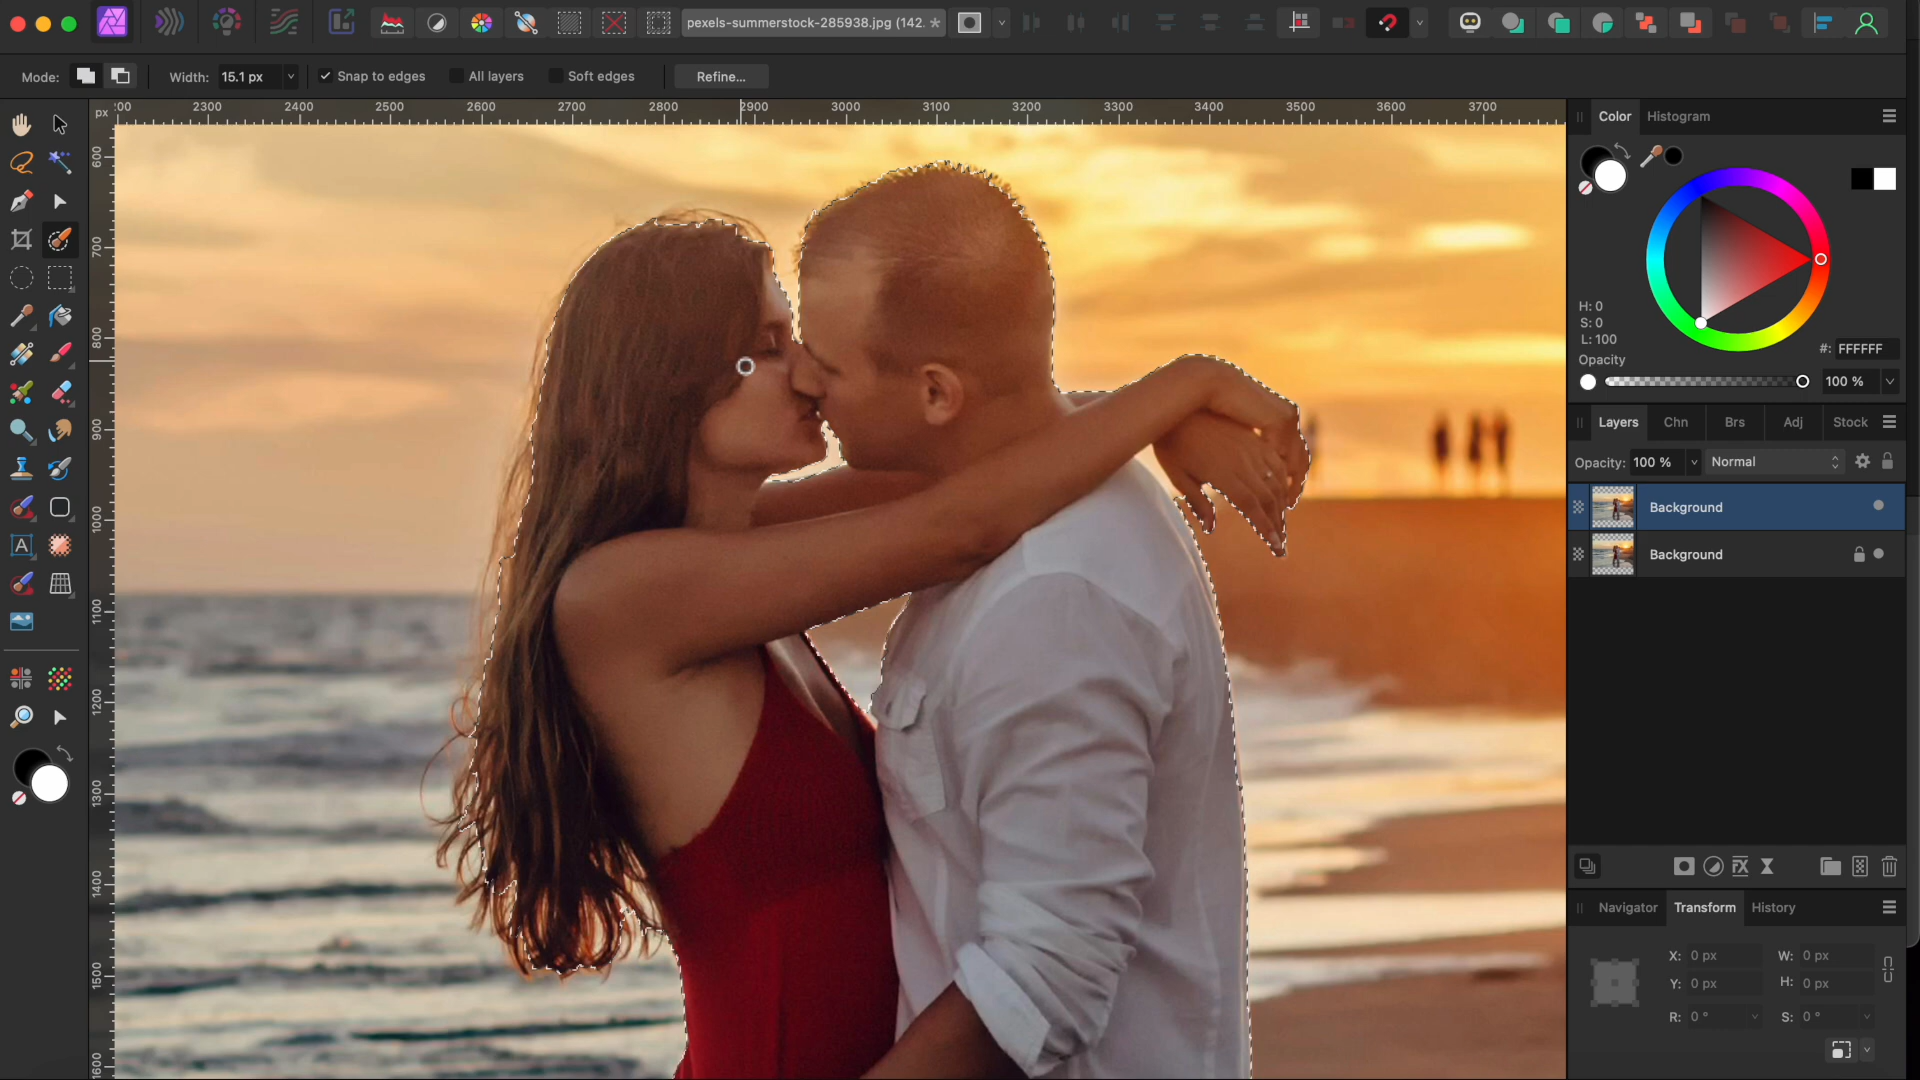 pexels-summerstock-285938.jpg (142. *
Mode:
Width: 15.1 px
Snap to edges
All layers
Soft edges
Refine...
px
200 2300 2400 2500 2600 2700 2800 2900 3000 3100 3200 3300 3400 3500 3600 3700
600
700
800
900
1000
1100
1200
1300
1400
1500
1600
A
Color Histogram
H: 0
S: 0
L: 100
#: FFFFFF
Opacity
100 %
Layers Chn Brs Adj Stock
Opacity: 100 % Normal
Background
Background
FX
Navigator Transform History
X: 0 px W: 0 px
Y: 0 px H: 0 px
R: 0 ° S: 0 °